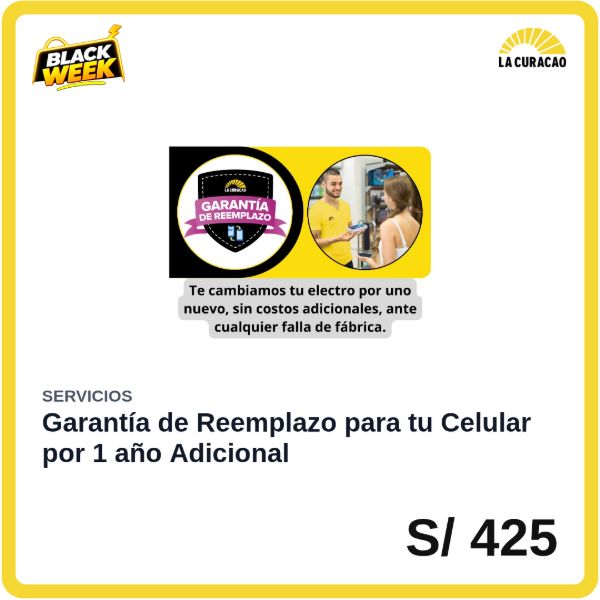 BLACK
WEEK
LA CURACAO
LA CURACAO
GARANTÍA
DE REEMPLAZO
Te cambiamos tu electro por uno
nuevo, sin costos adicionales, ante
cualquier falla de fábrica.
SERVICIOS
Garantía de Reemplazo para tu Celular
por 1 año Adicional
S/ 425